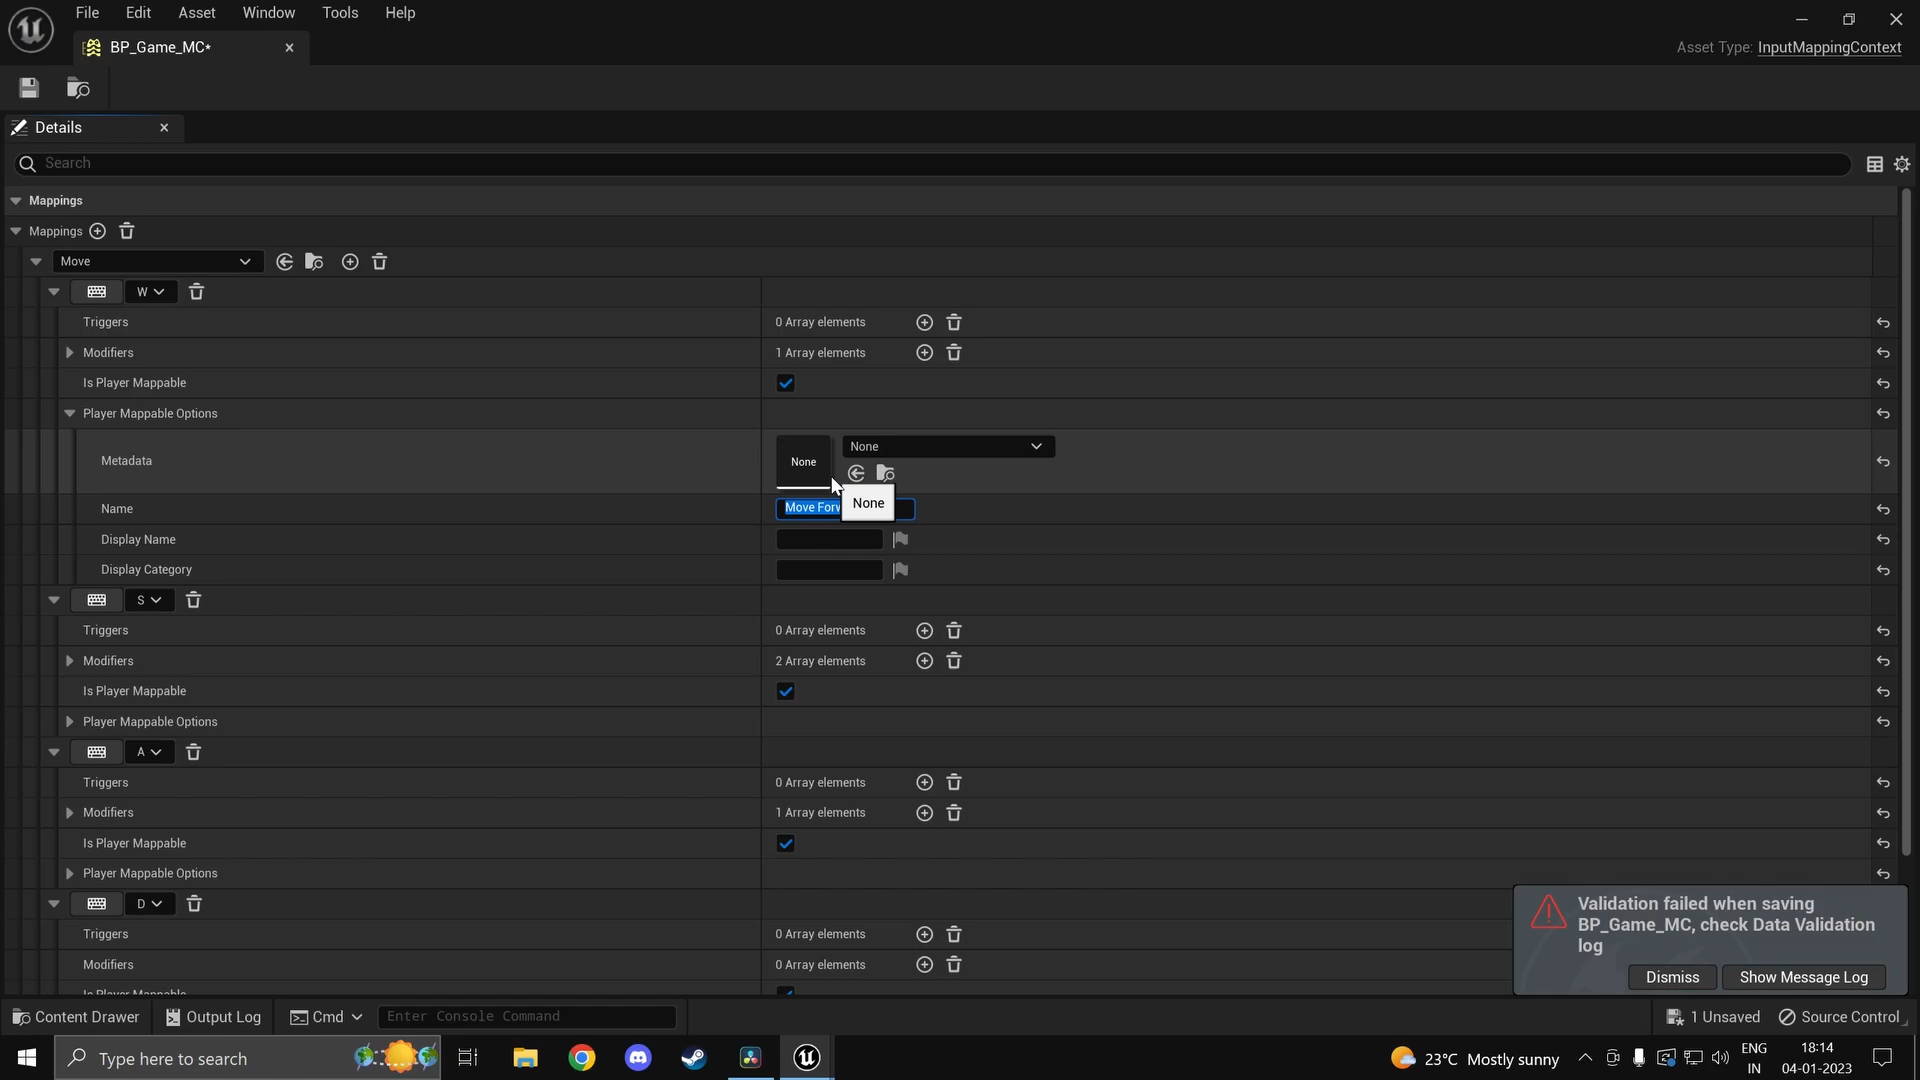 File Edit Asset Window Tools Help
BP_Game_MC*
Asset Type: InputMappingContext
Details
Search
Mappings
Mappings
Move
W
Triggers 0 Array elements
Modifiers 1 Array elements
Is Player Mappable
Player Mappable Options
None
Metadata None
None
Name Move Forw
Display Name
Display Category
S
Triggers 0 Array elements
Modifiers 2 Array elements
Is Player Mappable
Player Mappable Options
A
Triggers 0 Array elements
Modifiers 1 Array elements
Is Player Mappable
Player Mappable Options
D
Triggers 0 Array elements
Modifiers 0 Array elements
Is Player Mappable
Validation failed when saving
BP_Game_MC, check Data Validation
log
Dismiss Show Message Log
Content Drawer Output Log Cmd Enter Console Command 1 Unsaved Source Control
Type here to search
23°C Mostly sunny
ENG
IN
18:14
04-01-2023